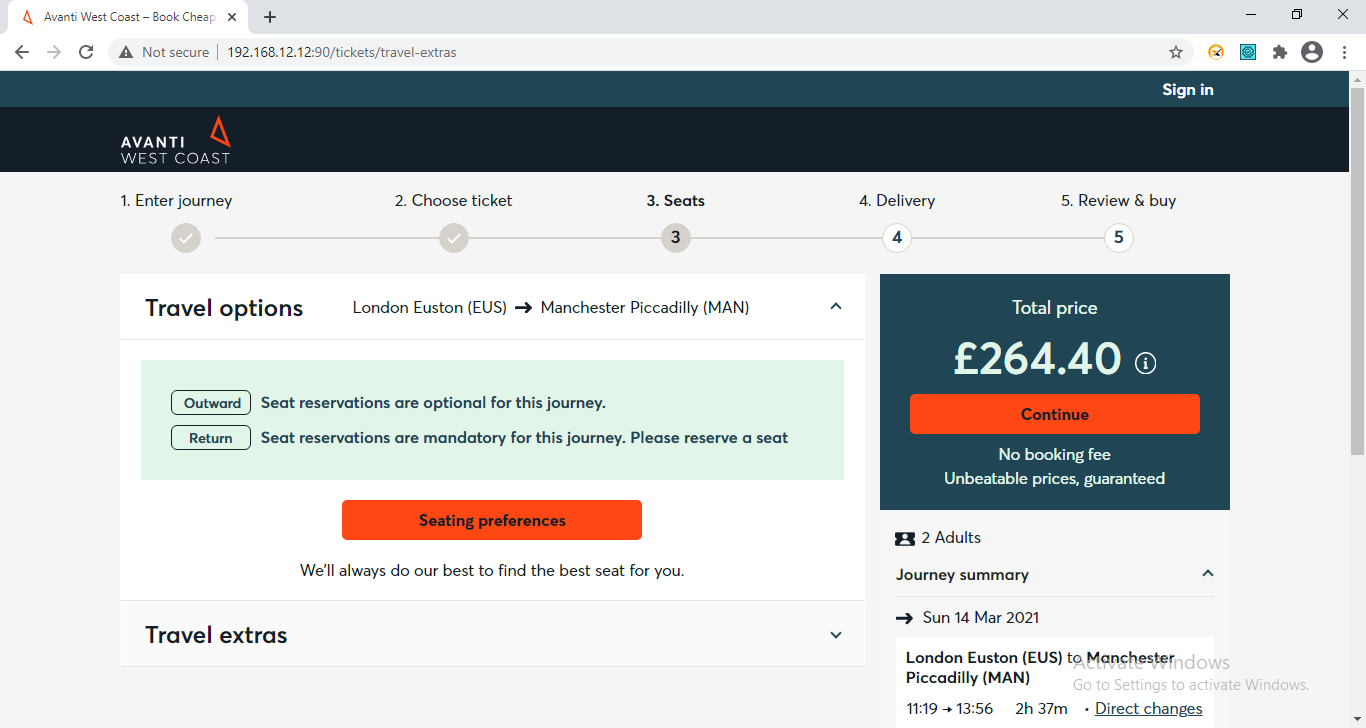 Avanti West Coast – Book Cheap
Not secure
192.168.12.12:90/tickets/travel-extras
Sign in
AVANTI
WEST COAST
1. Enter journey
2. Choose ticket
3. Seats
4. Delivery
5. Review & buy
3
4
5
Travel options
London Euston (EUS) → Manchester Piccadilly (MAN)
Outward Seat reservations are optional for this journey.
Return Seat reservations are mandatory for this journey. Please reserve a seat
Seating preferences
We'll always do our best to find the best seat for you.
Travel extras
Total price
£264.40
Continue
No booking fee
Unbeatable prices, guaranteed
2 Adults
Journey summary
→ Sun 14 Mar 2021
London Euston (EUS) to Manchester
Piccadilly (MAN)
11:19 → 13:56 2h 37m · Direct changes
Activate Windows
Go to Settings to activate Windows.